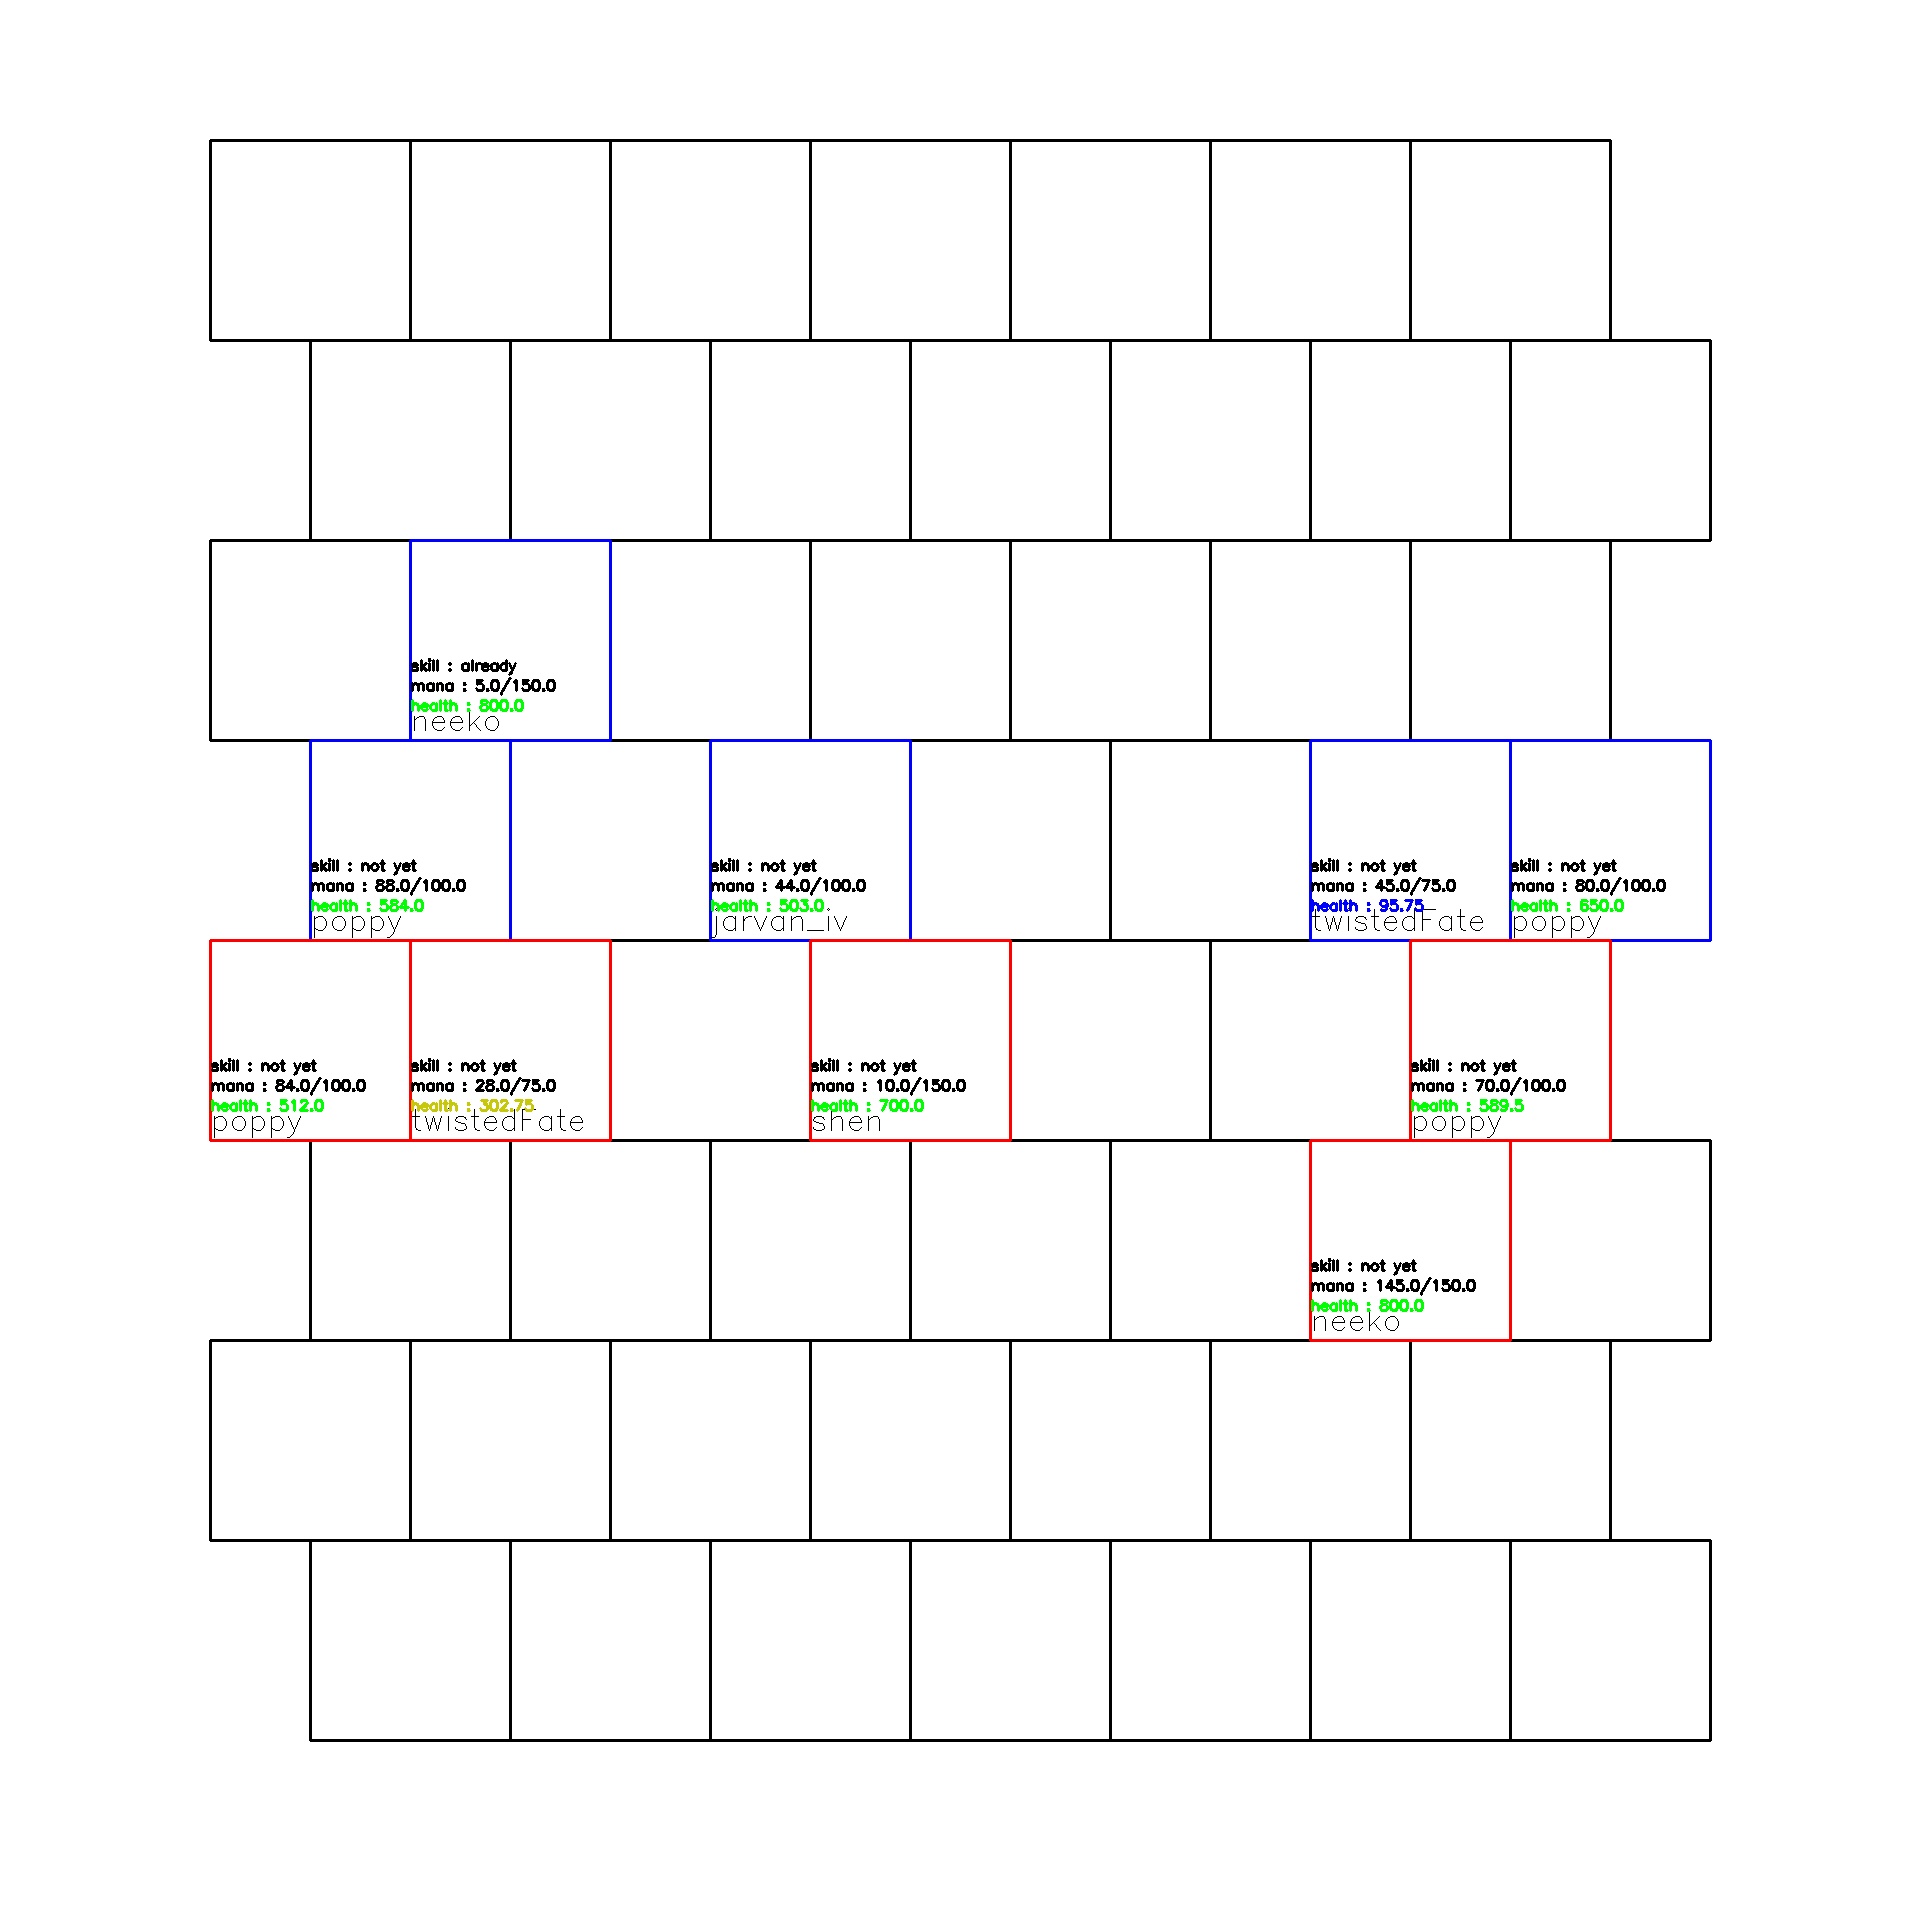 skill : already
mana : 5.0/150.0
health : 800.0
neeko
skill : not yet
mana : 88.0/100.0
health : 584.0
poppy
skill : not yet
mana : 44.0/100.0
health : 503.0
jarvan_iv
skill : not yet
mana : 45.0/75.0
health : 95.75
twistedFate
skill : not yet
mana : 80.0/100.0
health : 650.0
poppy
skill : not yet
mana : 84.0/100.0
health : 512.0
poppy
skill : not yet
mana : 28.0/75.0
health : 302.75
twistedFate
skill : not yet
mana : 10.0/150.0
health : 700.0
shen
skill : not yet
mana : 70.0/100.0
health : 589.5
poppy
skill : not yet
mana : 145.0/150.0
health : 800.0
neeko